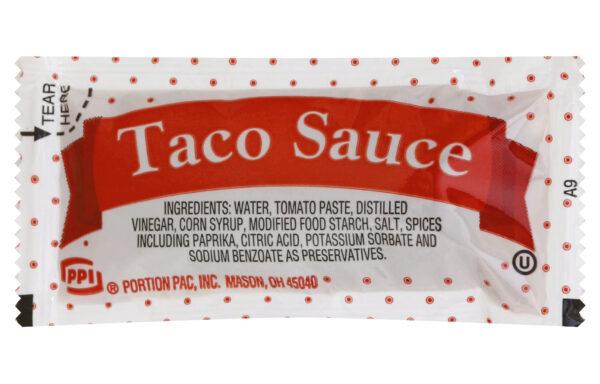 TEAR
HERE
Taco Sauce
INGREDIENTS: WATER, TOMATO PASTE, DISTILLED
VINEGAR, CORN SYRUP, MODIFIED FOOD STARCH, SALT, SPICES
INCLUDING PAPRIKA, CITRIC ACID, POTASSIUM SORBATE AND
SODIUM BENZOATE AS PRESERVATIVES.
PPI ® PORTION PAC, INC. MASON, OH 45040
U
A9